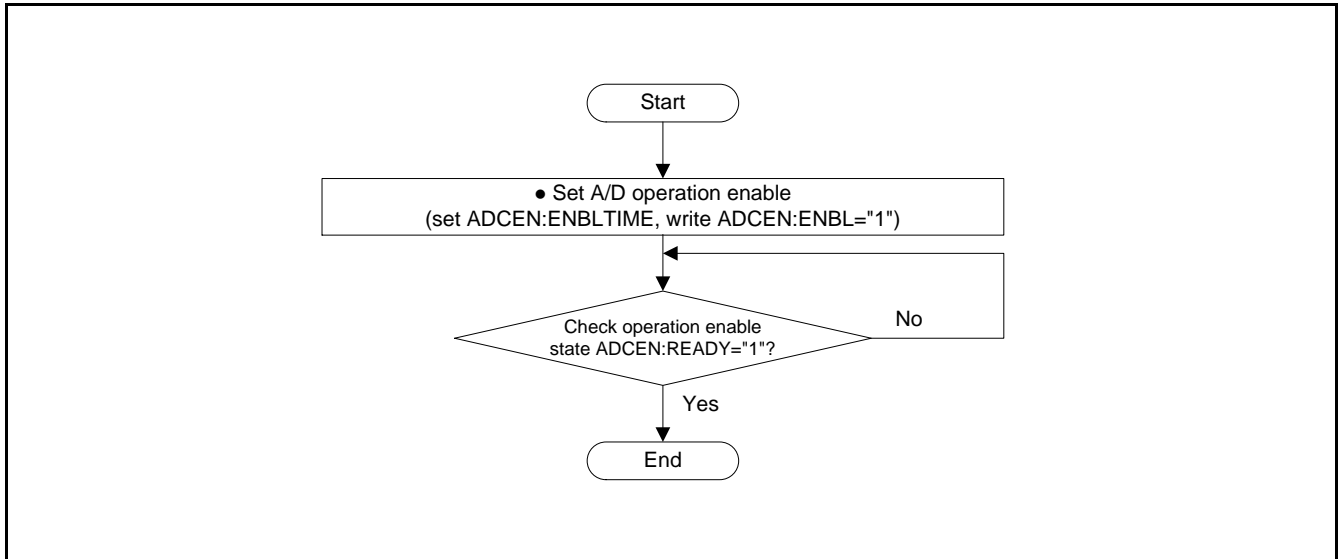 Start
● Set A/D operation enable
(set ADCEN:ENBLTIME, write ADCEN:ENBL="1")
Check operation enable
state ADCEN:READY="1"?
No
Yes
End